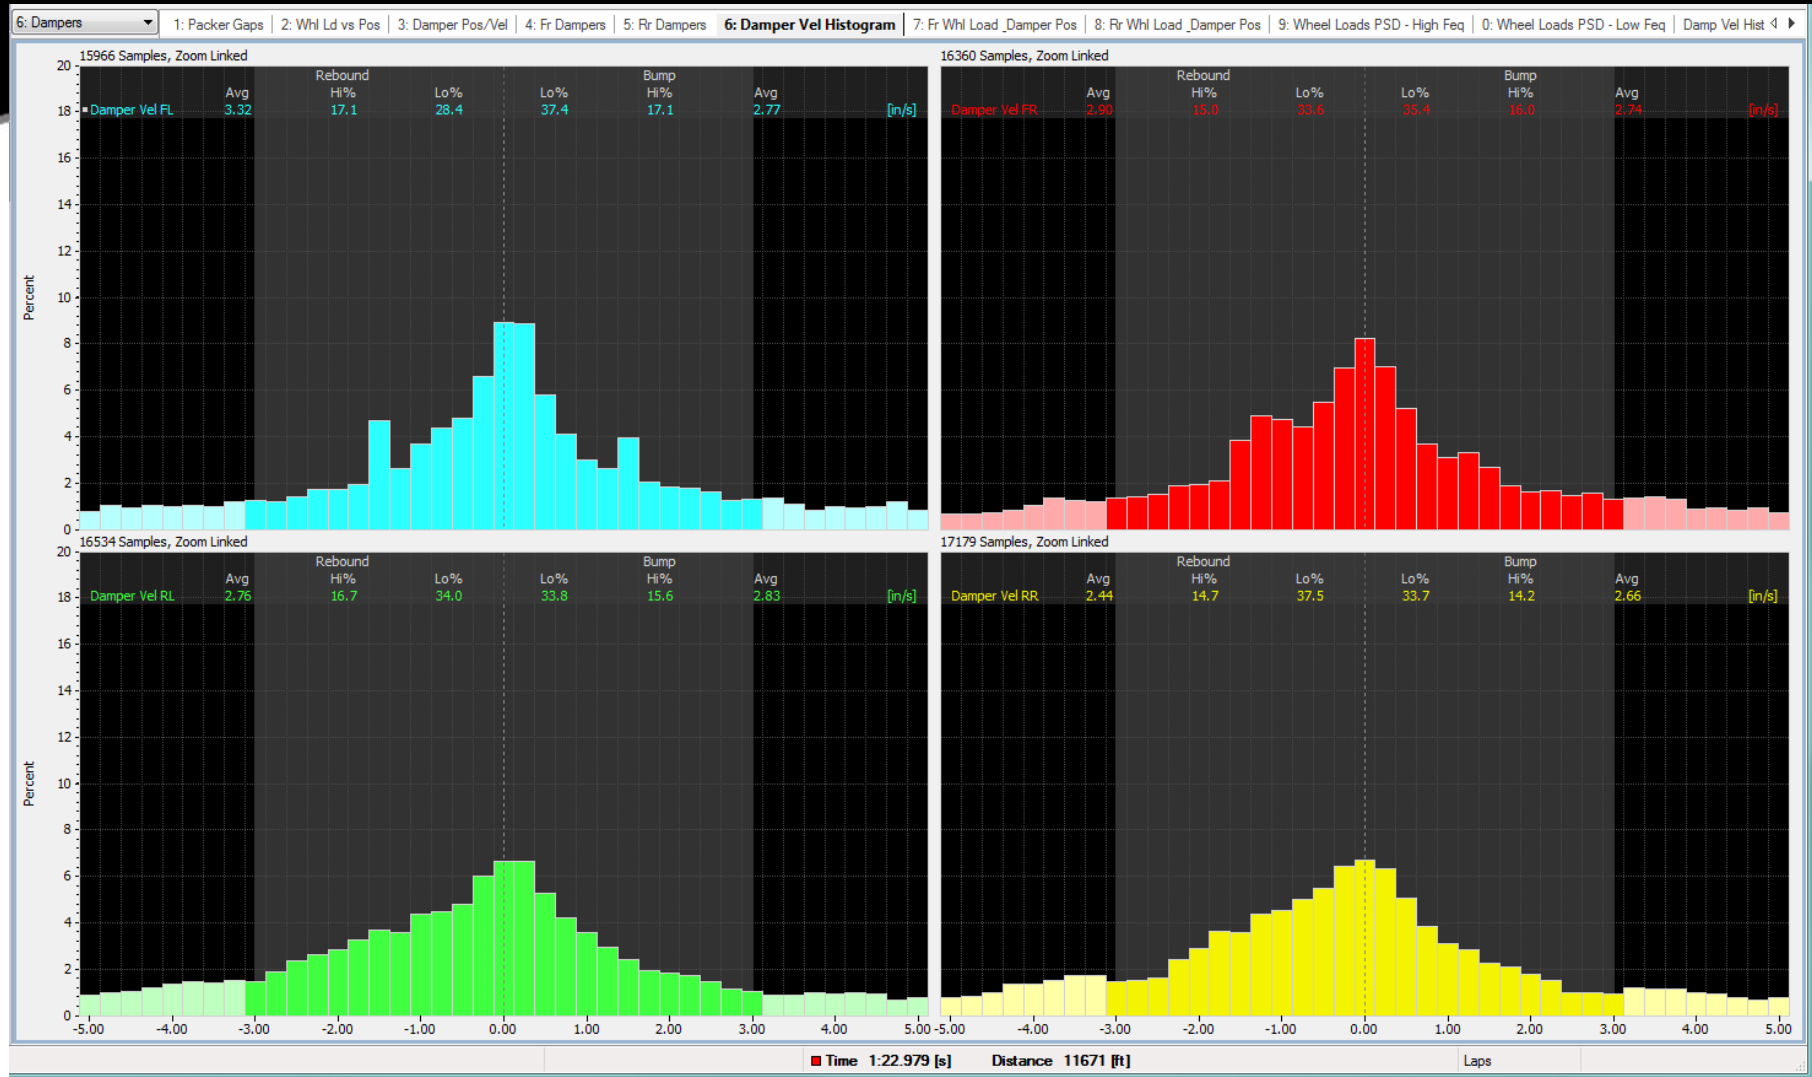 6: Dampers 1: Packer Gaps 2: Whl Ld vs Pos 3: Damper Pos/Vel 4: Fr Dampers 5: Rr Dampers 6: Damper Vel Histogram 7: Fr Whl Load _Damper Pos 8: Rr Whl Load _Damper Pos 9: Wheel Loads PSD - High Feq 0: Wheel Loads PSD - Low Feq Damp Vel Hist
15966 Samples, Zoom Linked
Rebound Bump
Avg Hi% Lo% Lo% Hi% Avg
Damper Vel FL 3.32 17.1 28.4 37.4 17.1 2.77 [in/s]
20
18
16
14
12
10
8
6
4
2
0
Percent
16360 Samples, Zoom Linked
Rebound Bump
Avg Hi% Lo% Lo% Hi% Avg
Damper Vel FR 2.90 15.0 33.6 35.4 16.0 2.74 [in/s]
16534 Samples, Zoom Linked
Rebound Bump
Avg Hi% Lo% Lo% Hi% Avg
Damper Vel RL 2.76 16.7 34.0 33.8 15.6 2.83 [in/s]
20
18
16
14
12
10
8
6
4
2
0
Percent
-5.00 -4.00 -3.00 -2.00 -1.00 0.00 1.00 2.00 3.00 4.00 5.00
17179 Samples, Zoom Linked
Rebound Bump
Avg Hi% Lo% Lo% Hi% Avg
Damper Vel RR 2.44 14.7 37.5 33.7 14.2 2.66 [in/s]
-5.00 -4.00 -3.00 -2.00 -1.00 0.00 1.00 2.00 3.00 4.00 5.00
Time 1:22.979 [s] Distance 11671 [ft] Laps